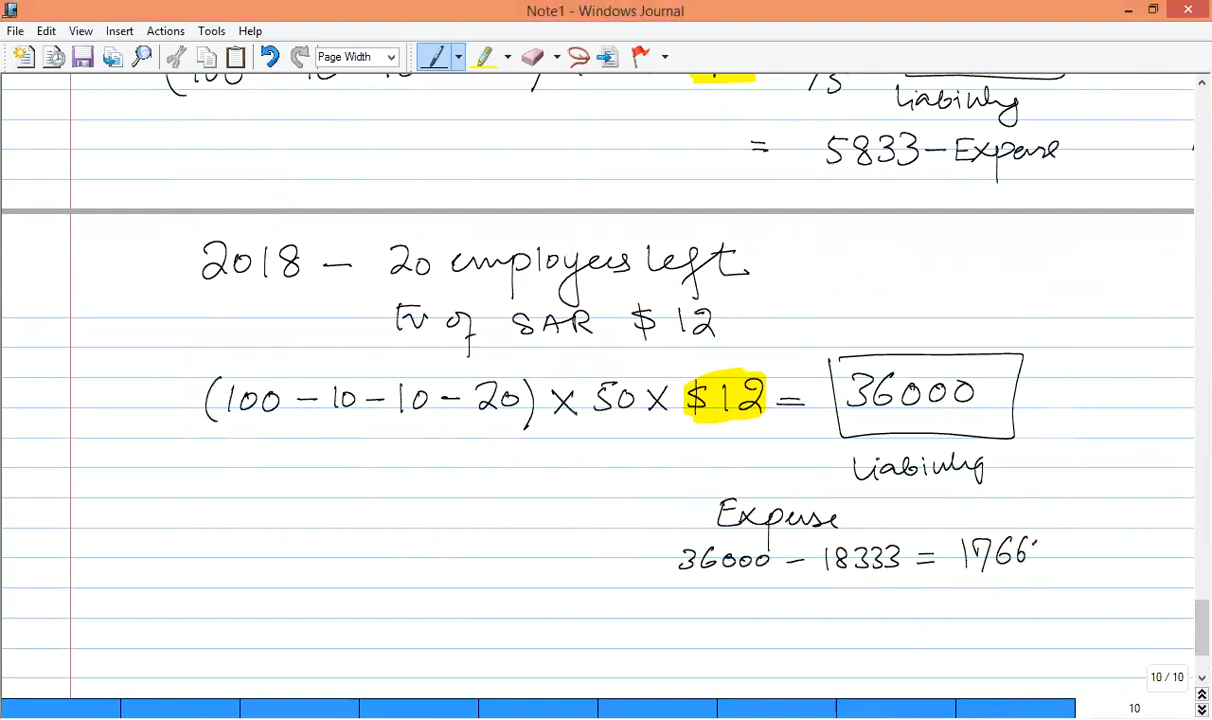 Note1 - Windows Journal
File Edit View Insert Actions Tools Help
Page Width
Liability
= 5833 - Expense
2018 - 20 employees left
FV of SAR $ 12
(100 - 10 - 10 - 20) × 50 × $12 = 36000
Liability
Expense
36000 - 18333 = 1766
10 / 10
10